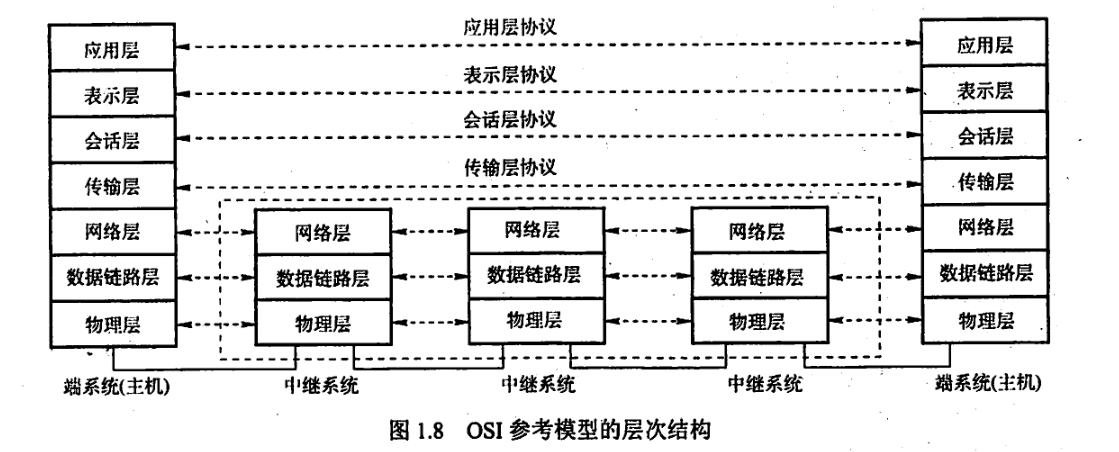 应用层协议
应用层 应用层
表示层协议
表示层 表示层
会话层协议
会话层 会话层
传输层协议
传输层 传输层
网络层 网络层 网络层 网络层 网络层
数据链路层 数据链路层 数据链路层 数据链路层 数据链路层
物理层 物理层 物理层 物理层 物理层
端系统(主机) 中继系统 中继系统 中继系统 端系统(主机)
图 1.8 OSI 参考模型的层次结构